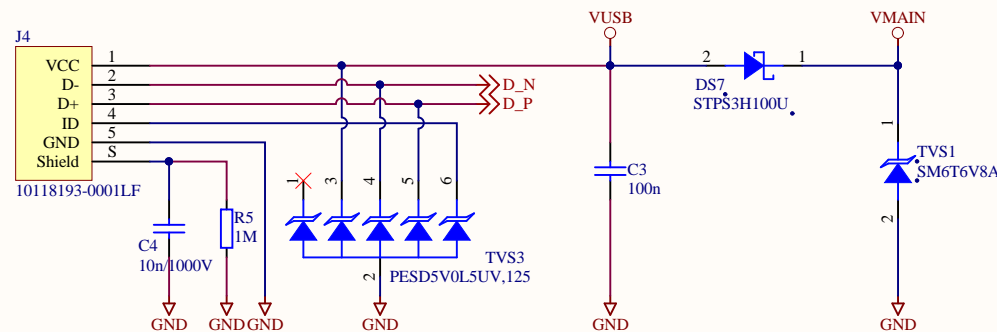 VUSB
VMAIN
J4
VCC 1
D- 2
D+ 3
ID 4
GND 5
Shield S
10118193-0001LF
D_N
D_P
2
1
DS7
STPS3H100U
1
TVS1
SM6T6V8A
2
C3
100n
1
3
4
5
6
R5
1M
C4
10n/1000V
TVS3
2
PESD5V0L5UV,125
GND
GND
GND
GND
GND
GND